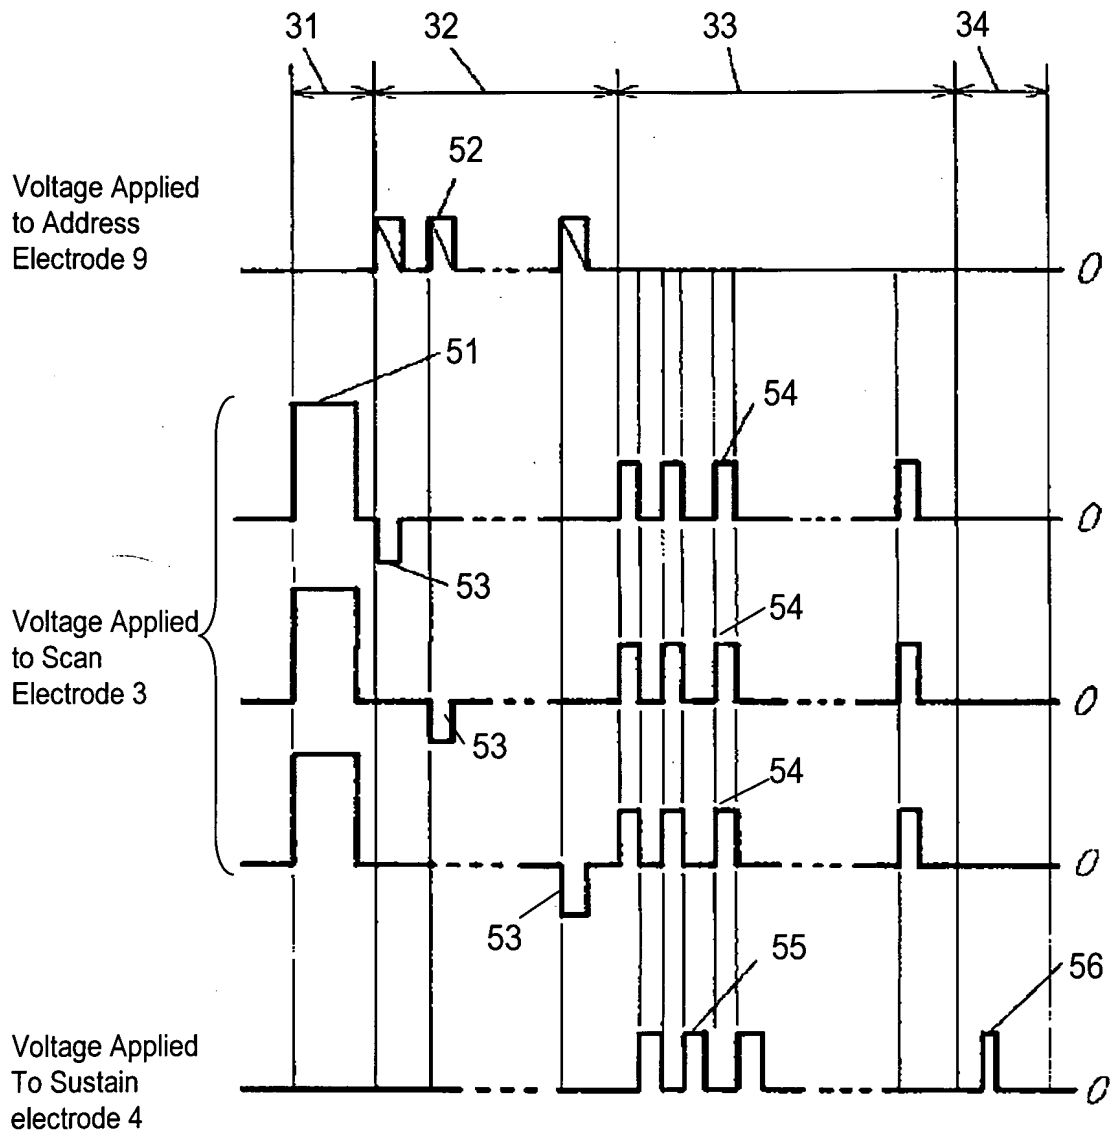 31 32 33 34
52
Voltage Applied
to Address
Electrode 9
0
51
54
0
53
54
Voltage Applied
to Scan
Electrode 3
0
53
54
0
53
55
56
Voltage Applied
To Sustain
electrode 4
0